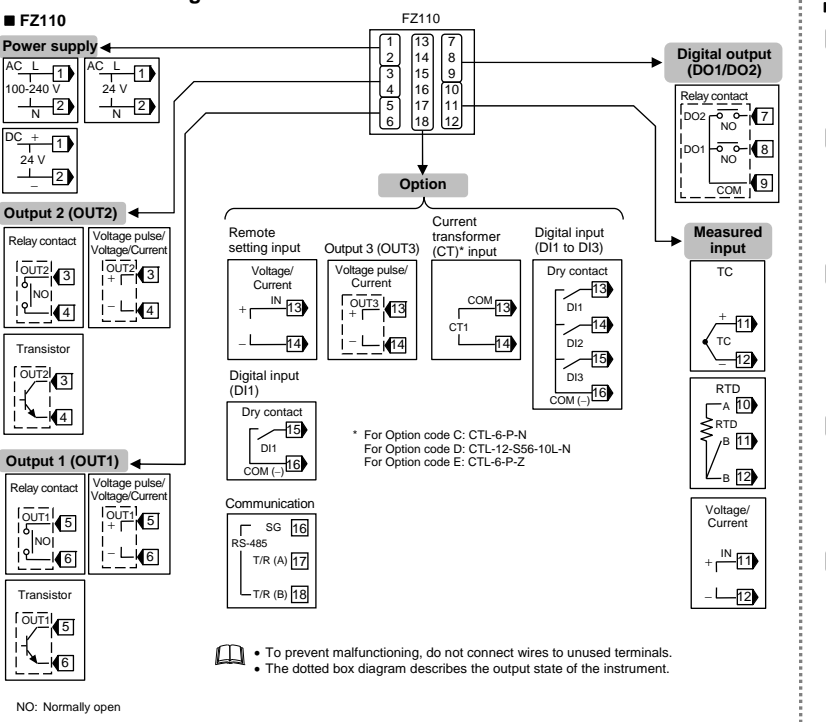 ■ FZ110
FZ110
1 13 7
2 14 8
3 15 9
4 16 10
5 17 11
6 18 12
Power supply
AC L 1
100-240 V
N 2
AC L 1
24 V
N 2
DC + 1
24 V
– 2
Output 2 (OUT2)
Relay contact
OUT2 3
NO
4
Voltage pulse/
Voltage/Current
OUT2
+ 3
– 4
Transistor
OUT2 3
4
Output 1 (OUT1)
Relay contact
OUT1 5
NO
6
Voltage pulse/
Voltage/Current
OUT1
+ 5
– 6
Transistor
OUT1 5
6
NO: Normally open
Option
Remote
setting input
Voltage/
Current
+ IN 13
– 14
Output 3 (OUT3)
Voltage pulse/
Current
OUT3
+ 13
– 14
Current
transformer
(CT)* input
COM 13
CT1
14
Digital input
(DI1 to DI3)
Dry contact
13
DI1
14
DI2
15
DI3
16
COM (–)
Digital input
(DI1)
Dry contact
15
DI1
16
COM (–)
* For Option code C: CTL-6-P-N
For Option code D: CTL-12-S56-10L-N
For Option code E: CTL-6-P-Z
Communication
SG 16
RS-485
T/R (A) 17
T/R (B) 18
• To prevent malfunctioning, do not connect wires to unused terminals.
• The dotted box diagram describes the output state of the instrument.
Digital output
(DO1/DO2)
Relay contact
DO2 7
NO
DO1 8
NO
COM 9
Measured
input
TC
+ 11
TC
– 12
RTD
A 10
RTD
B 11
B 12
Voltage/
Current
+ IN 11
– 12